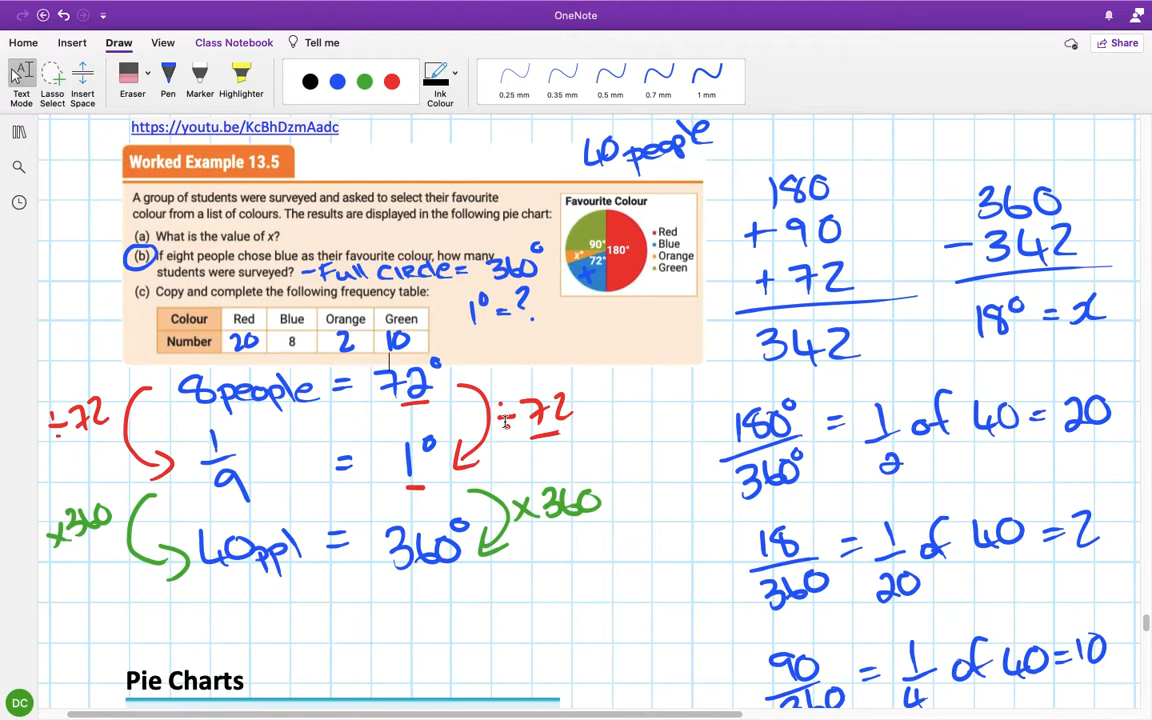 OneNote
Home Insert Draw View Class Notebook Tell me Share
Text Mode
Lasso Select
Insert Space
Eraser
Pen
Marker
Highlighter
Ink Colour
0.25 mm 0.35 mm 0.5 mm 0.7 mm 1 mm
https://youtu.be/KcBhDzmAadc
40 people
Worked Example 13.5
A group of students were surveyed and asked to select their favourite
colour from a list of colours. The results are displayed in the following pie chart:
(a) What is the value of x?
(b) If eight people chose blue as their favourite colour, how many
students were surveyed? - Full circle = 360°
1° = ?
(c) Copy and complete the following frequency table:
Colour Red Blue Orange Green
Number 20 8 2 10
Favourite Colour
90° 180°
x°
72°
Red
Blue
Orange
Green
8 people = 72°
÷72 ÷72
1/9 = 1°
×360 ×360
40ppl = 360°
180
+ 90
+ 72
342
360
- 342
18° = x
180°/360° = 1/2 of 40 = 20
18/360 = 1/20 of 40 = 2
90/360 = 1/4 of 40 = 10
Pie Charts
DC